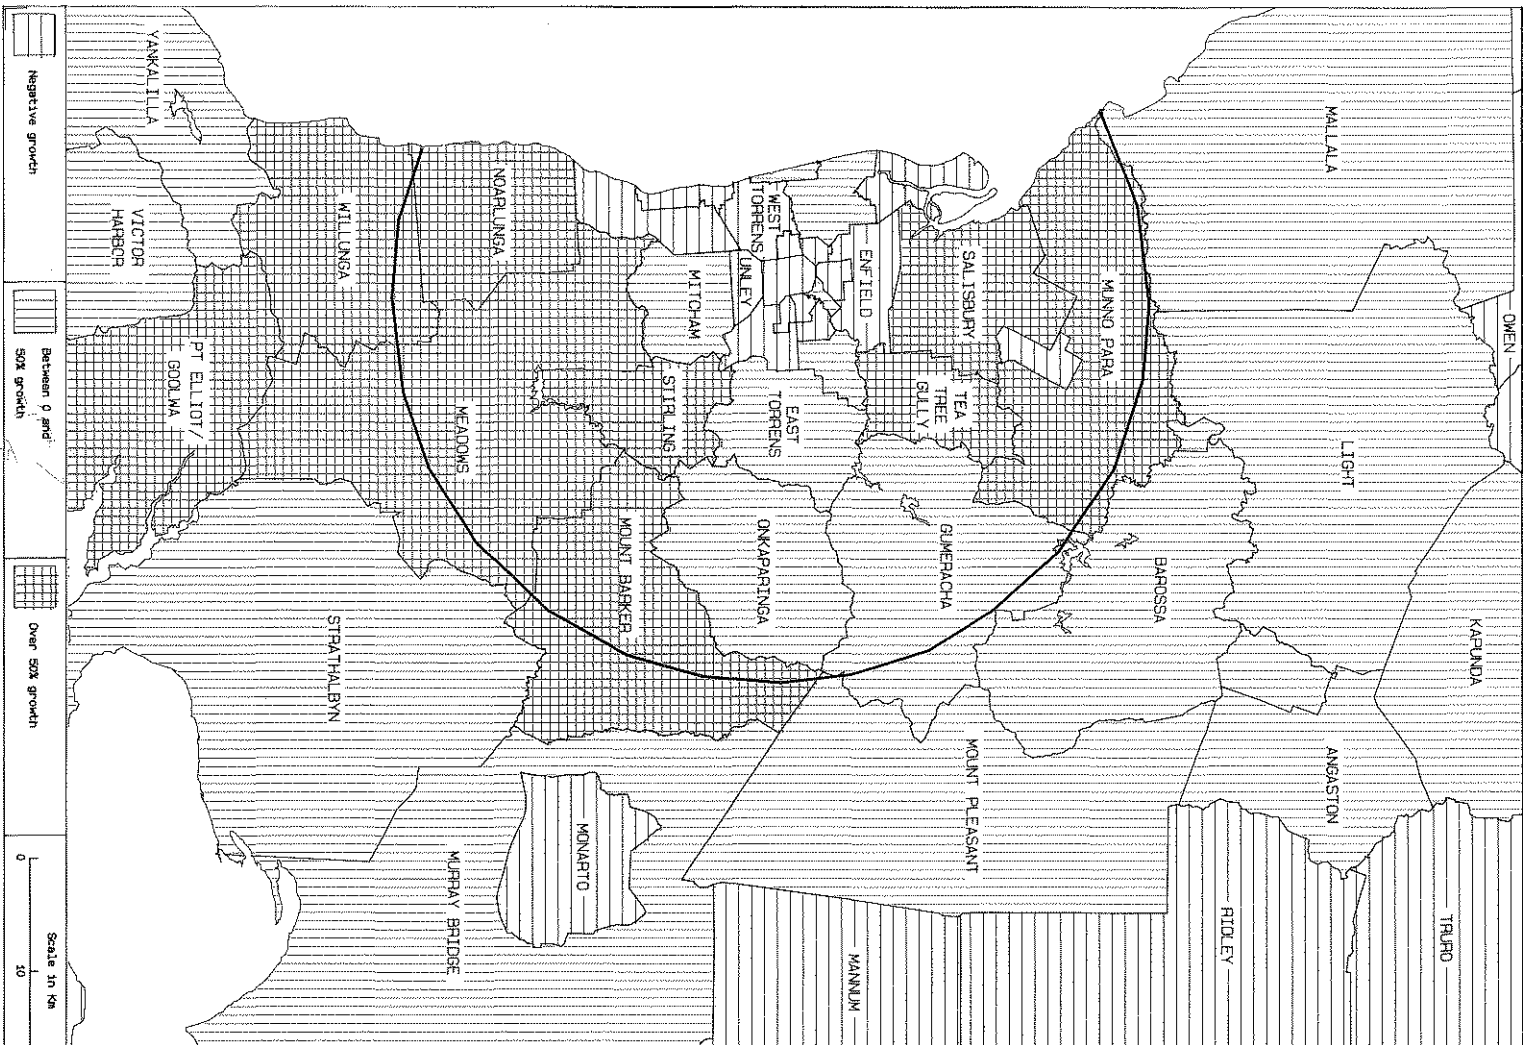 MALLALA
OWEN
LIGHT
KAPUNDA
MUNNO PARA
SALISBURY
TEA
TREE
GULLY
BAROSSA
ANGASTON
TRURO
ENFIELD
WEST
TORRENS
UNLEY
EAST
TORRENS
GUMERACHA
MOUNT PLEASANT
RIDLEY
MITCHAM
STIRLING
ONKAPARINGA
MANNUM
NOARLUNGA
MEADOWS
MOUNT BARKER
MONARTO
WILLUNGA
STRATHALBYN
MURRAY BRIDGE
YANKALILLA
VICTOR
HARBOR
PT ELLIOT/
GOOLWA
Negative growth
Between 0 and
50% growth
Over 50% growth
Scale in Km
0 10